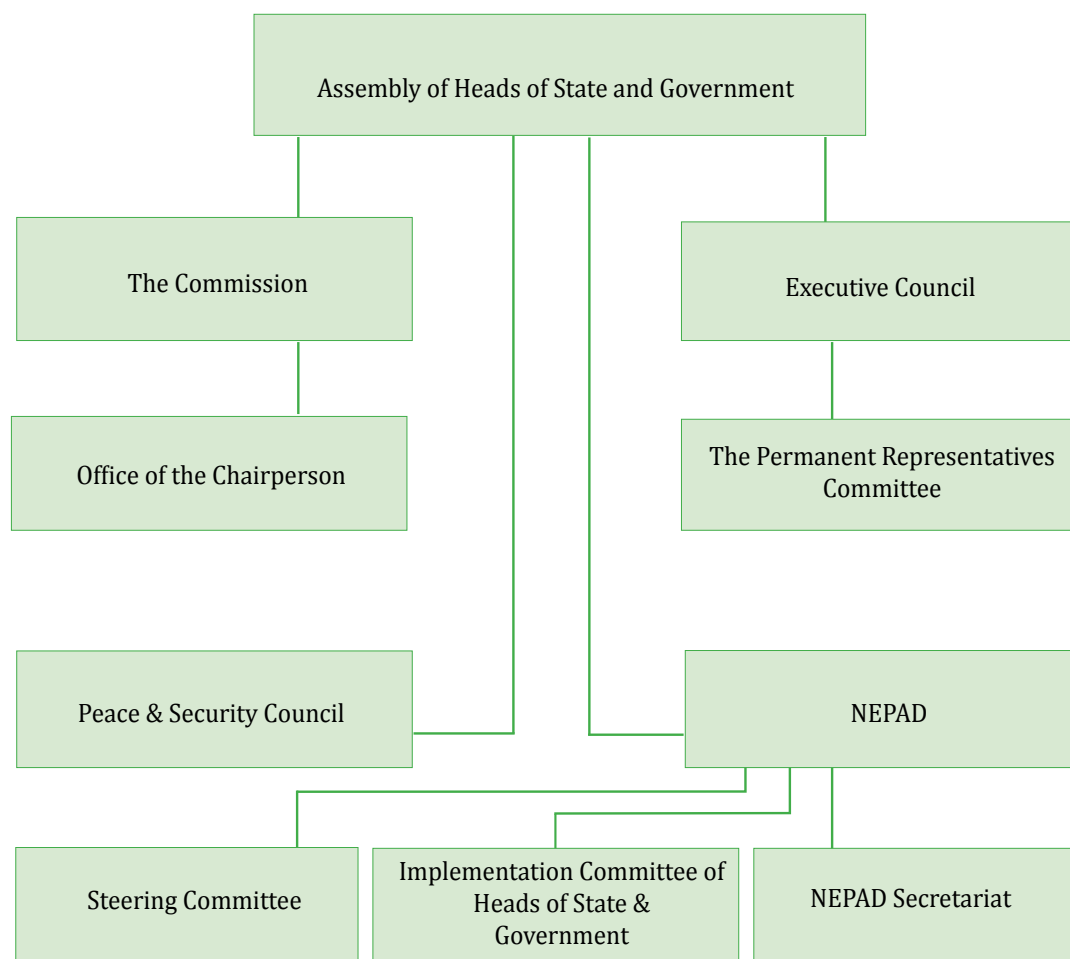 Assembly of Heads of State and Government
The Commission
Executive Council
Office of the Chairperson
The Permanent Representatives
Committee
Peace & Security Council
NEPAD
Steering Committee
Implementation Committee of
Heads of State &
Government
NEPAD Secretariat